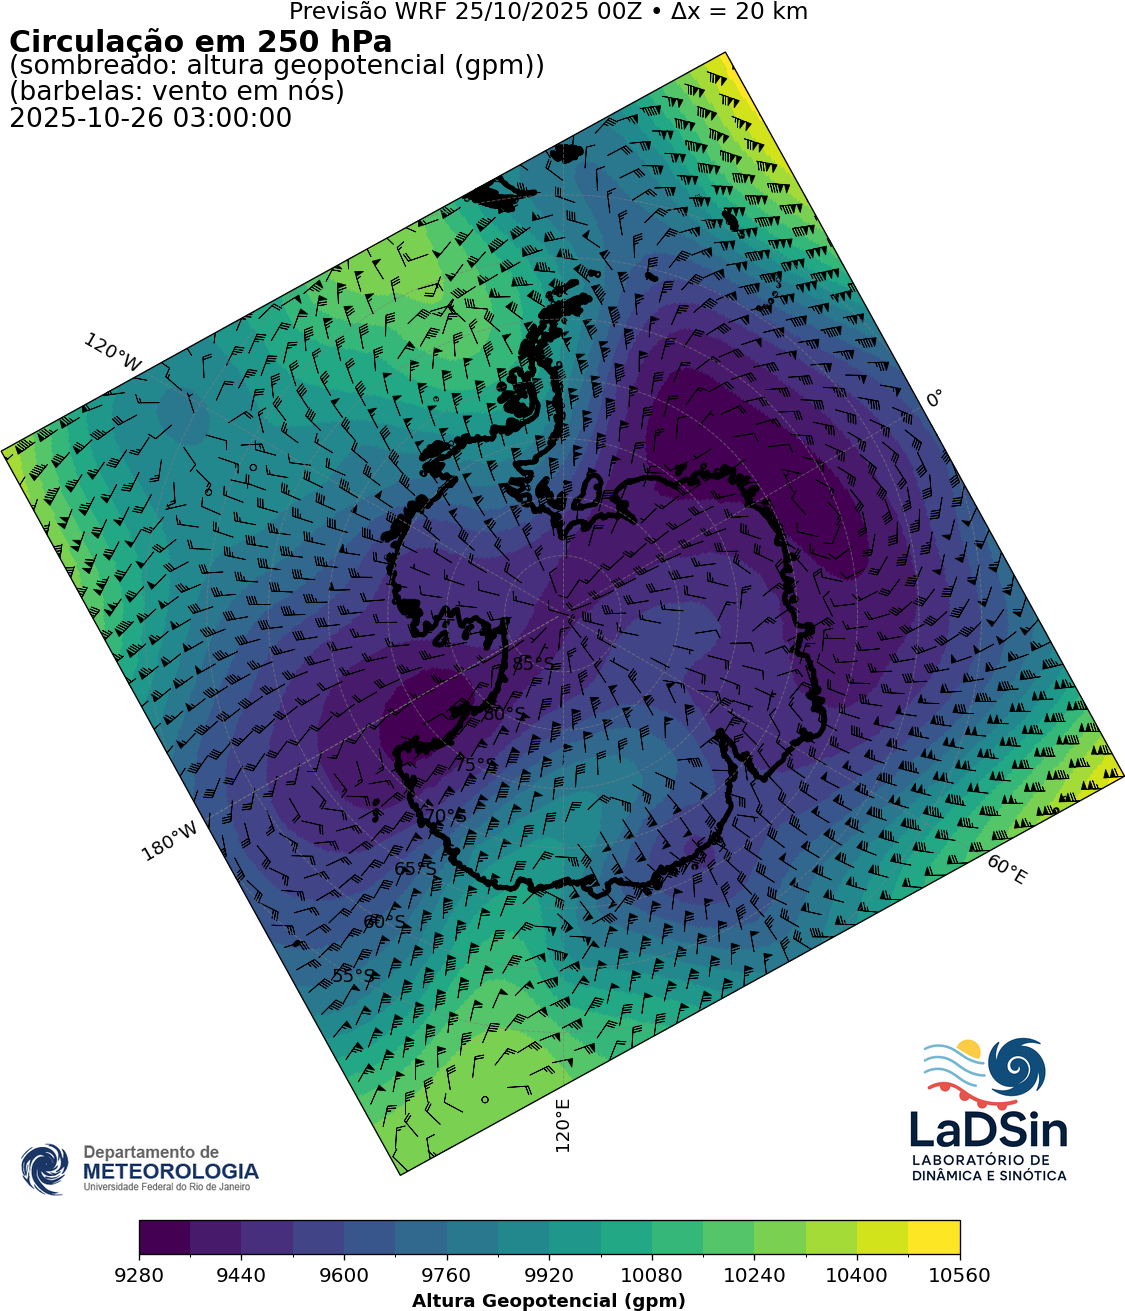 Previsão WRF 25/10/2025 00Z • Δx = 20 km
Circulação em 250 hPa
(sombreado: altura geopotencial (gpm))
(barbelas: vento em nós)
2025-10-26 03:00:00
120°W
0°
85°S
80°S
75°S
70°S
65°S
60°S
55°S
180°W
60°E
120°E
LaDSin
LABORATÓRIO DE
DINÂMICA E SINÓTICA
Departamento de
METEOROLOGIA
Universidade Federal do Rio de Janeiro
9280 9440 9600 9760 9920 10080 10240 10400 10560
Altura Geopotencial (gpm)